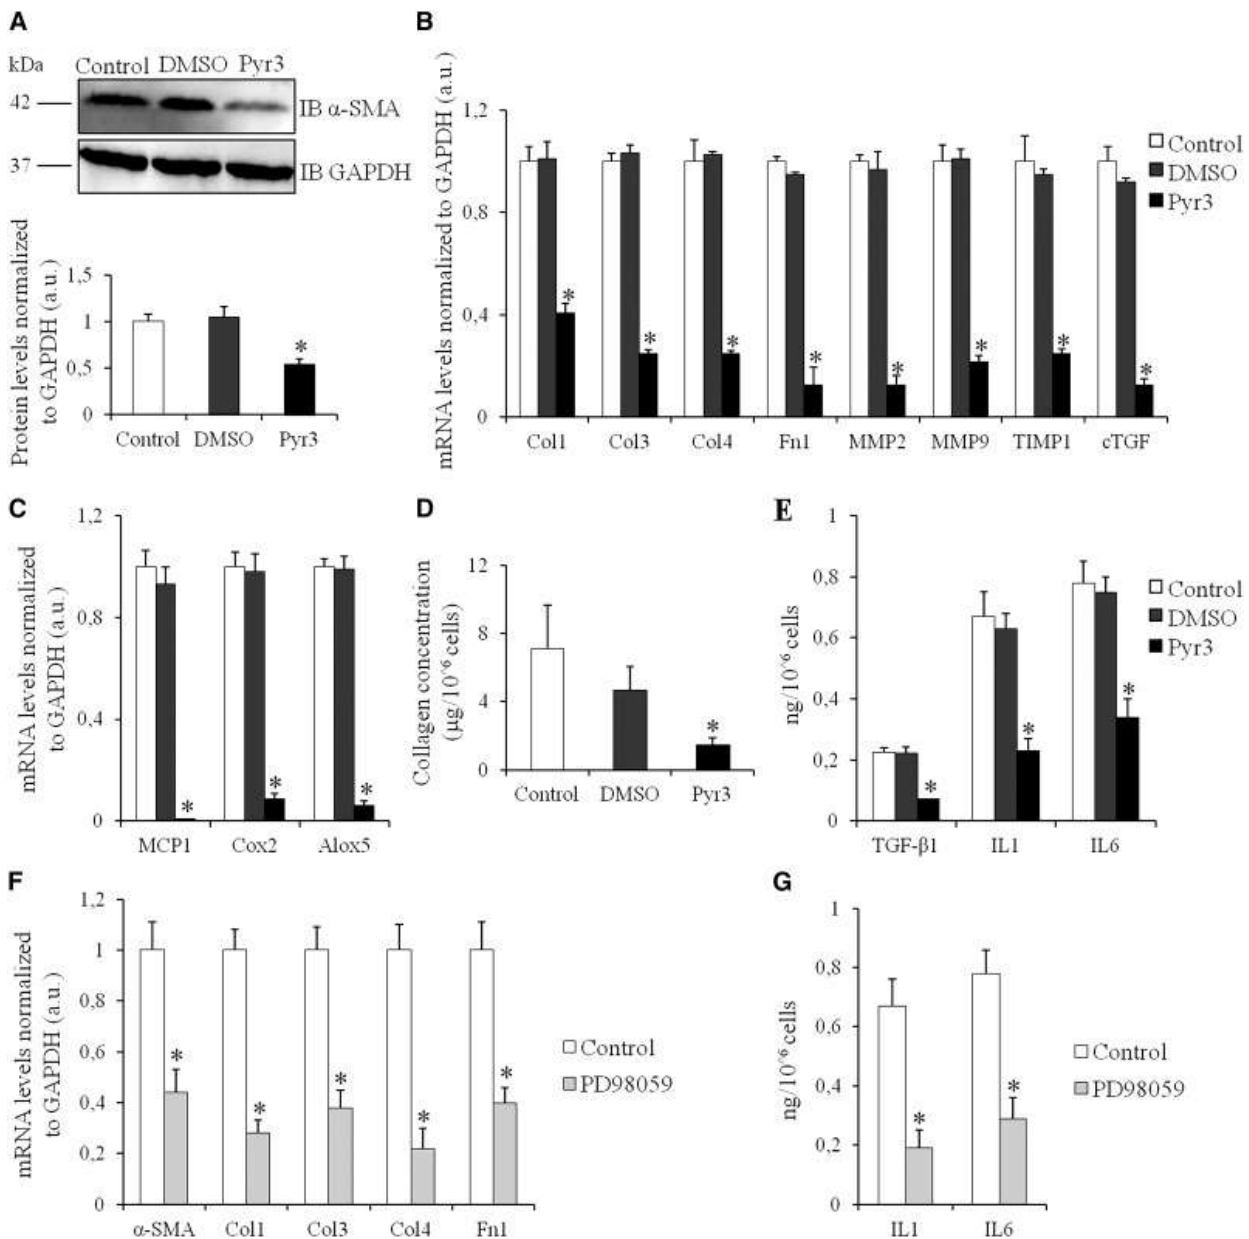 A
kDa
Control DMSO Pyr3
42
IB α-SMA
37
IB GAPDH
Protein levels normalized
to GAPDH (a.u.)
1,5
1
0,5
0
*
Control DMSO Pyr3
B
mRNA levels normalized to GAPDH (a.u.)
1,2
0,8
0,4
0
* * * * * * * *
Col1 Col3 Col4 Fn1 MMP2 MMP9 TIMP1 cTGF
Control
DMSO
Pyr3
C
mRNA levels normalized
to GAPDH (a.u.)
1,2
0,8
0,4
0
* * *
MCP1 Cox2 Alox5
D
Collagen concentration
(µg/10^6 cells)
12
8
4
0
*
Control DMSO Pyr3
E
ng/10^6 cells
1
0,8
0,6
0,4
0,2
0
* * *
TGF-β1 IL1 IL6
Control
DMSO
Pyr3
F
mRNA levels normalized
to GAPDH (a.u.)
1,2
1
0,8
0,6
0,4
0,2
0
* * * * *
α-SMA Col1 Col3 Col4 Fn1
Control
PD98059
G
ng/10^6 cells
1
0,8
0,6
0,4
0,2
0
* *
IL1 IL6
Control
PD98059